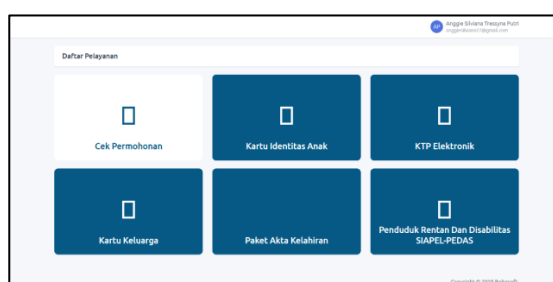 AP Anggie Silviana Tressyna Putri
Daftar Pelayanan
Cek Permohonan
Kartu Identitas Anak
KTP Elektronik
Kartu Keluarga
Paket Akta Kelahiran
Penduduk Rentan Dan Disabilitas
SIAPEL-PEDAS